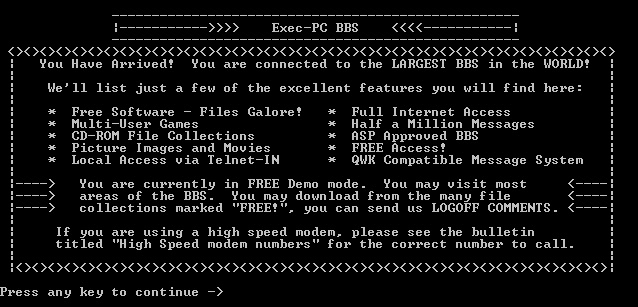 |----------->>>>    Exec-PC BBS    <<<<-----------|
<><><><><><><><><><><><><><><><><><><><><><><><><><><><><><><><><><><><><>
You Have Arrived!  You are connected to the LARGEST BBS in the WORLD!
We'll list just a few of the excellent features you will find here:
*  Free Software - Files Galore!   *  Full Internet Access
*  Multi-User Games                *  Half a Million Messages
*  CD-ROM File Collections         *  ASP Approved BBS
*  Picture Images and Movies       *  FREE Access!
*  Local Access via Telnet-IN      *  QWK Compatible Message System
|---->   You are currently in FREE Demo mode.  You may visit most     <----|
|---->   areas of the BBS.  You may download from the many file       <----|
|---->   collections marked "FREE!", you can send us LOGOFF COMMENTS. <----|
If you are using a high speed modem, please see the bulletin
titled "High Speed modem numbers" for the correct number to call.
|<><><><><><><><><><><><><><><><><><><><><><><><><><><><><><><><><><><><>|
Press any key to continue ->